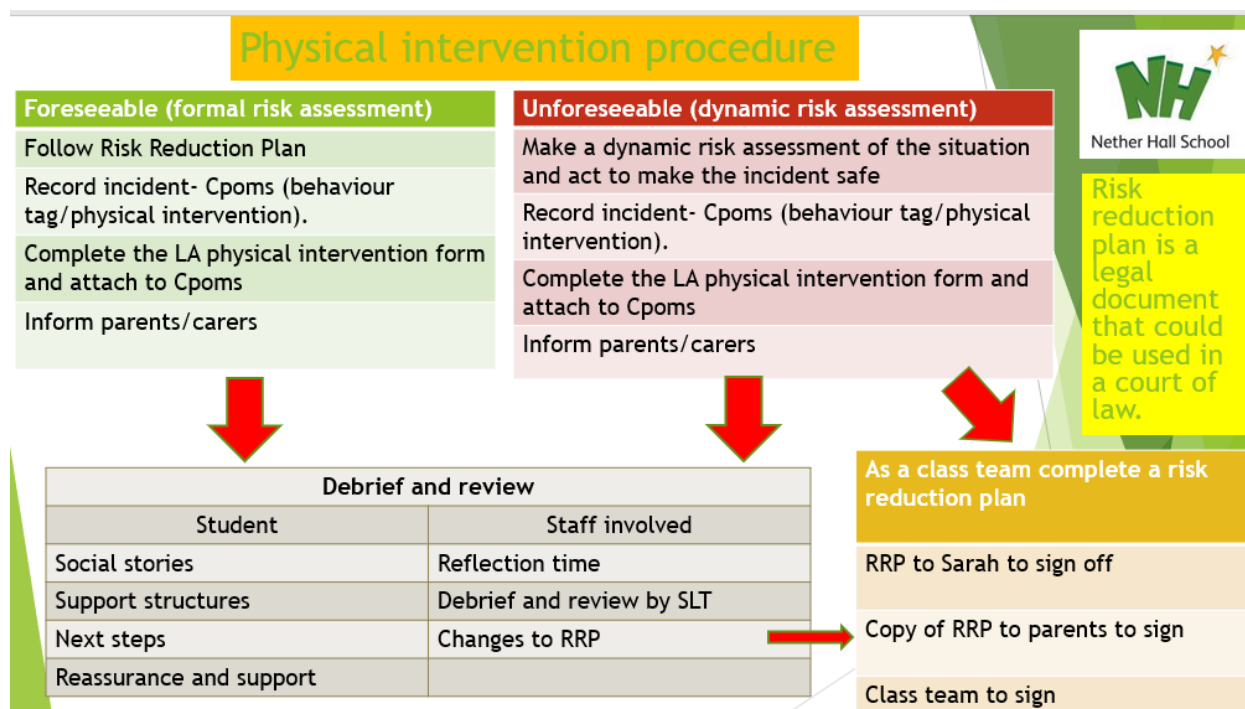 Physical intervention procedure
NH
Nether Hall School
Foreseeable (formal risk assessment)
Follow Risk Reduction Plan
Record incident- Cpoms (behaviour
tag/physical intervention).
Complete the LA physical intervention form
and attach to Cpoms
Inform parents/carers
Unforeseeable (dynamic risk assessment)
Make a dynamic risk assessment of the situation
and act to make the incident safe
Record incident- Cpoms (behaviour tag/physical
intervention).
Complete the LA physical intervention form and
attach to Cpoms
Inform parents/carers
Risk
reduction
plan is a
legal
document
that could
be used in
a court of
law.
Debrief and review
Student
Staff involved
Social stories
Reflection time
Support structures
Debrief and review by SLT
Next steps
Changes to RRP
Reassurance and support
As a class team complete a risk
reduction plan
RRP to Sarah to sign off
Copy of RRP to parents to sign
Class team to sign